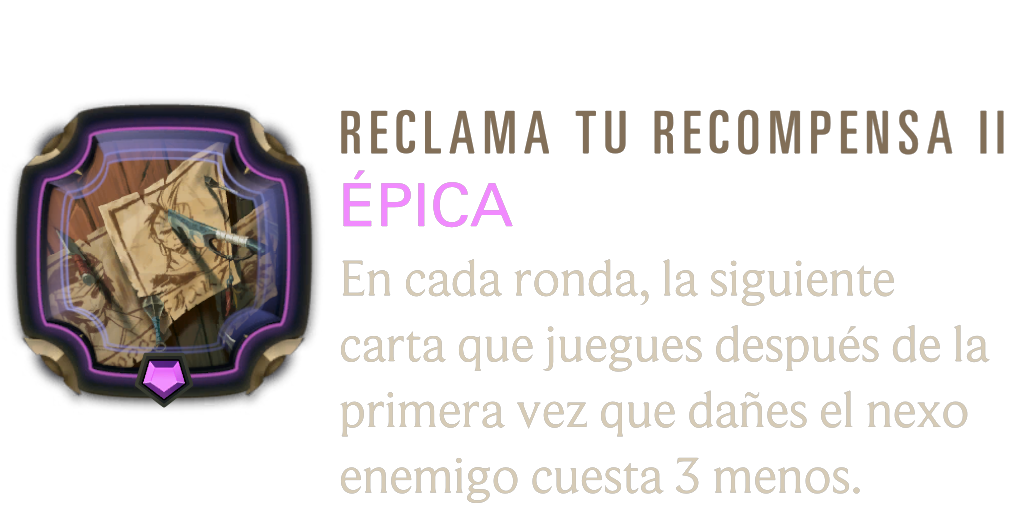 RECLAMA TU RECOMPENSA II
ÉPICA
En cada ronda, la siguiente
carta que juegues después de la
primera vez que dañes el nexo
enemigo cuesta 3 menos.